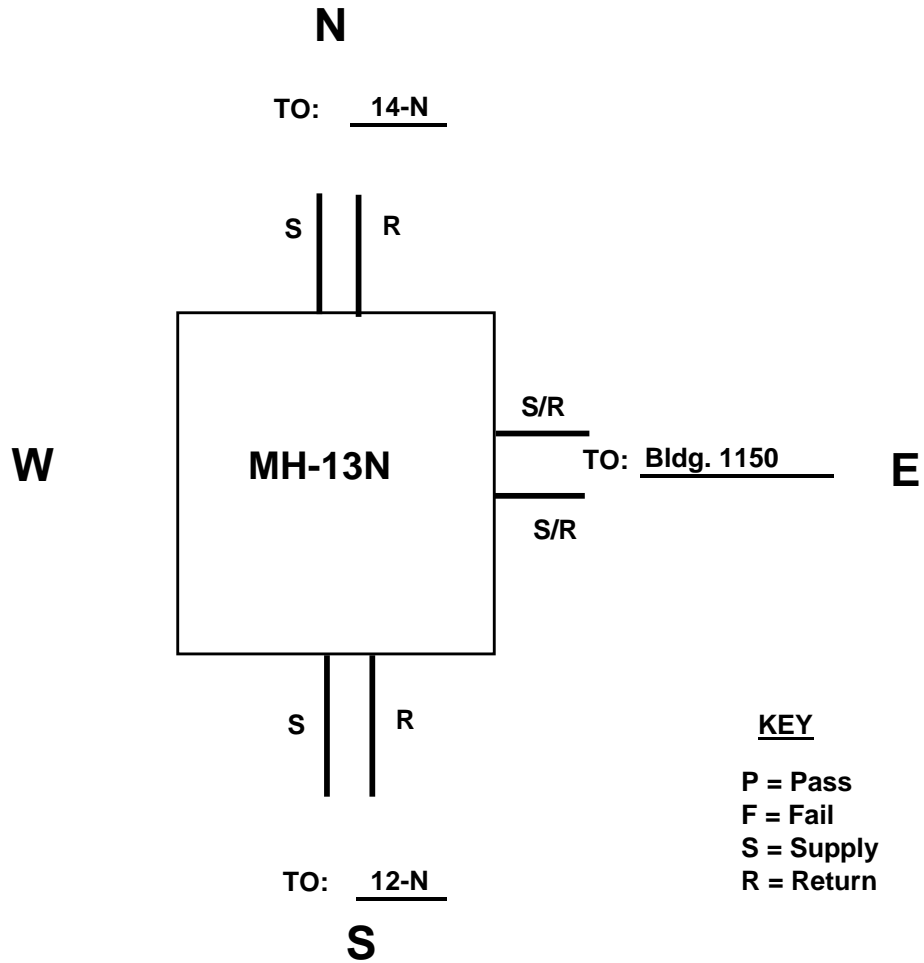 N
TO: 14-N
S R
S/R
W MH-13N TO: Bldg. 1150 E
S/R
S R
KEY
P = Pass
F = Fail
S = Supply
R = Return
TO: 12-N
S